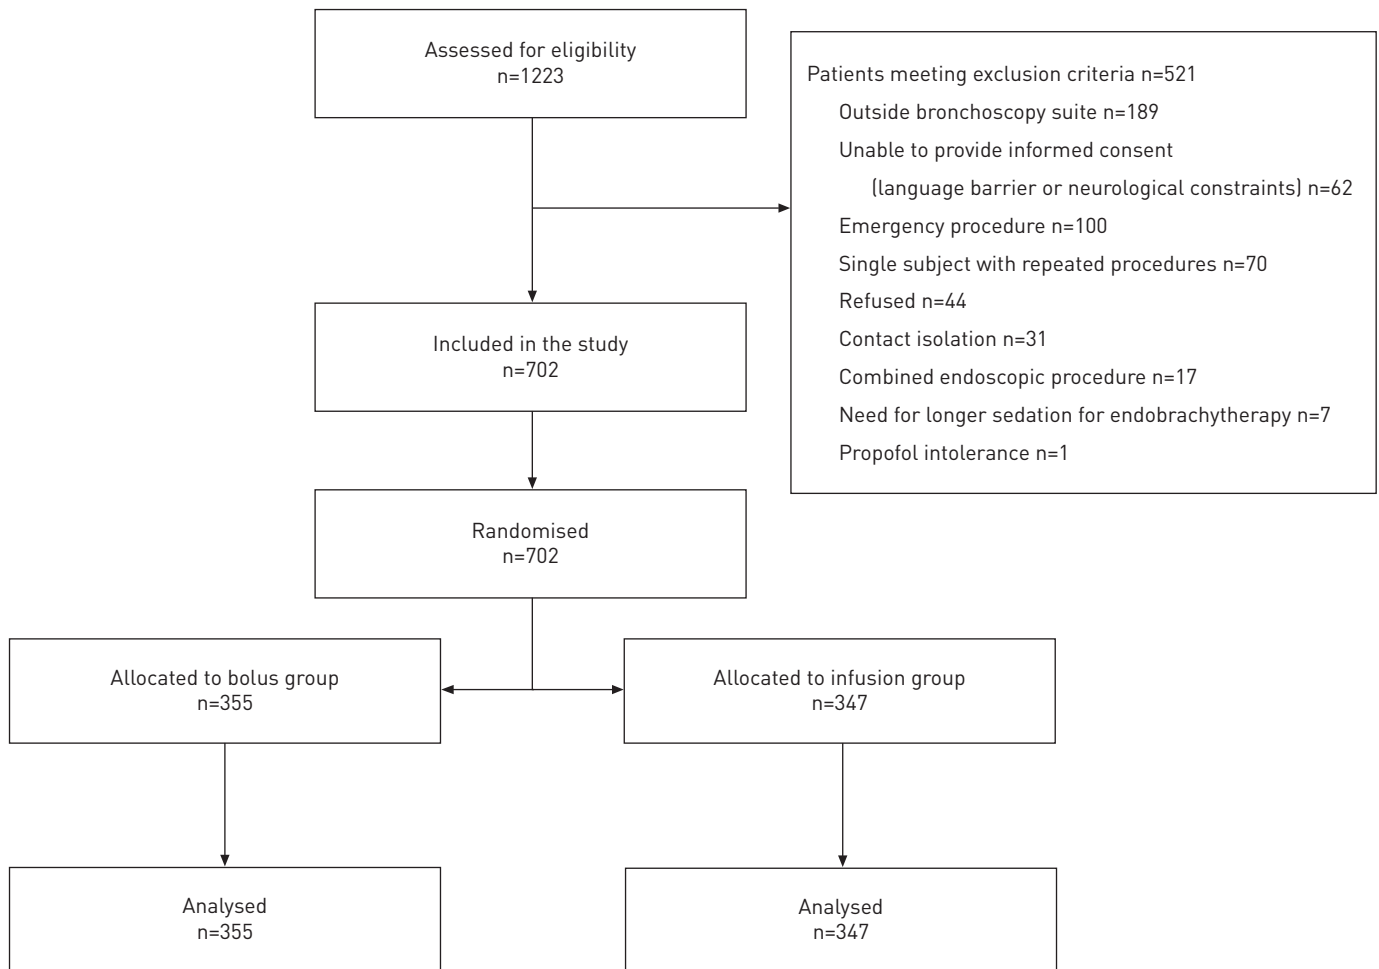 Assessed for eligibility
n=1223
Patients meeting exclusion criteria n=521
Outside bronchoscopy suite n=189
Unable to provide informed consent
(language barrier or neurological constraints) n=62
Emergency procedure n=100
Single subject with repeated procedures n=70
Refused n=44
Contact isolation n=31
Combined endoscopic procedure n=17
Need for longer sedation for endobrachytherapy n=7
Propofol intolerance n=1
Included in the study
n=702
Randomised
n=702
Allocated to bolus group
n=355
Allocated to infusion group
n=347
Analysed
n=355
Analysed
n=347